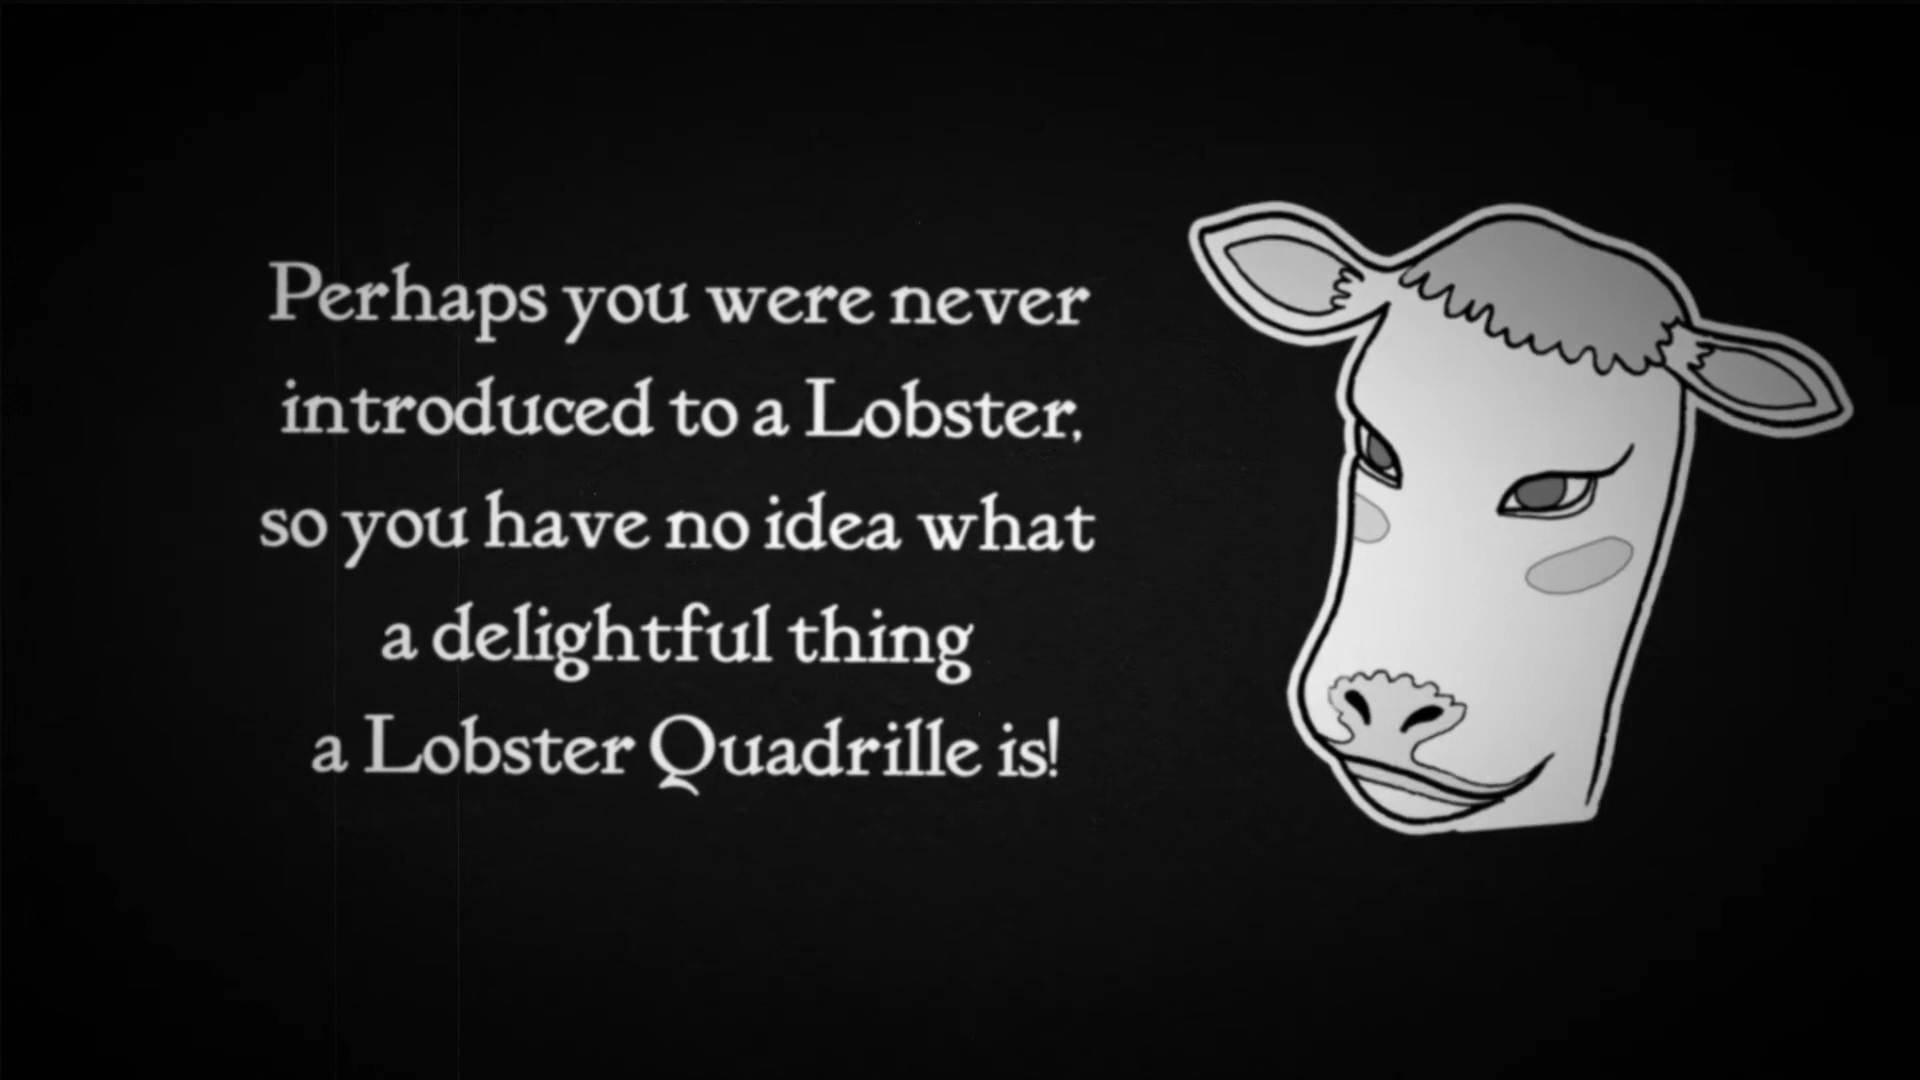 Perhaps you were never
introduced to a Lobster,
so you have no idea what
a delightful thing
a Lobster Quadrille is!